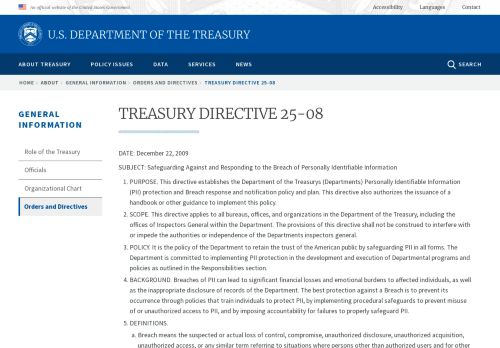 An official website of the United States Government
Accessibility Languages Contact
U.S. DEPARTMENT OF THE TREASURY
ABOUT TREASURY POLICY ISSUES DATA SERVICES NEWS SEARCH
HOME › ABOUT › GENERAL INFORMATION › ORDERS AND DIRECTIVES › TREASURY DIRECTIVE 25-08
GENERAL
INFORMATION
Role of the Treasury
Officials
Organizational Chart
Orders and Directives
TREASURY DIRECTIVE 25-08
DATE: December 22, 2009
SUBJECT: Safeguarding Against and Responding to the Breach of Personally Identifiable Information
1. PURPOSE. This directive establishes the Department of the Treasurys (Departments) Personally Identifiable Information
(PII) protection and Breach response and notification policy and plan. This directive also authorizes the issuance of a
handbook or other guidance to implement this policy.
2. SCOPE. This directive applies to all bureaus, offices, and organizations in the Department of the Treasury, including the
offices of Inspectors General within the Department. The provisions of this directive shall not be construed to interfere with
or impede the authorities or independence of the Departments inspectors general.
3. POLICY. It is the policy of the Department to retain the trust of the American public by safeguarding PII in all forms. The
Department is committed to implementing PII protection in the development and execution of Departmental programs
and policies as outlined in the Responsibilities section.
4. BACKGROUND. Breaches of PII can lead to significant financial losses and emotional burdens to affected individuals, as well
as the inappropriate disclosure of records of the Department. The best protection against a Breach is to prevent its
occurrence through policies that train individuals to protect PII, by implementing procedural safeguards to prevent misuse
of or unauthorized access to PII, and by imposing accountability for failures to properly safeguard PII.
5. DEFINITIONS.
a. Breach means the suspected or actual loss of control, compromise, unauthorized disclosure, unauthorized acquisition,
unauthorized access, or any similar term referring to situations where persons other than authorized users and for other